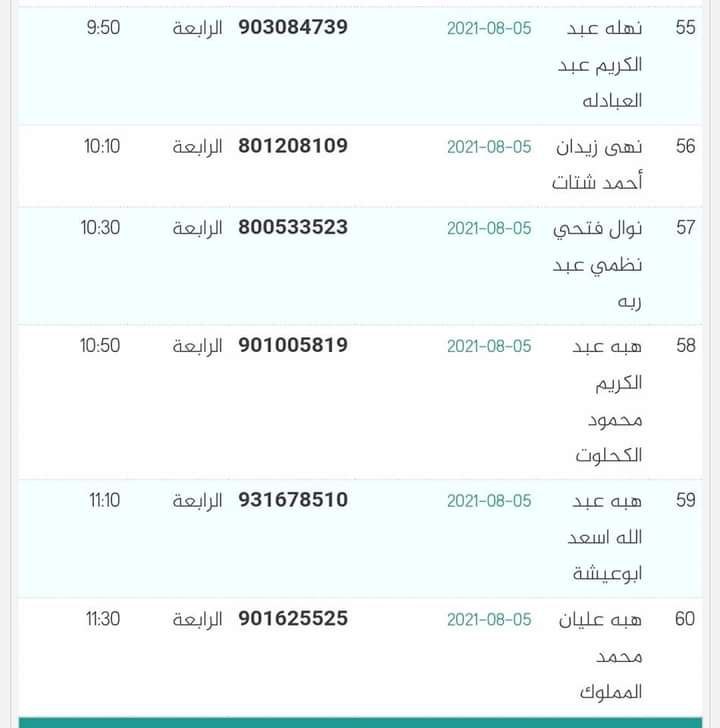 55 نهله عبد 2021-08-05 903084739 الرابعة 9:50
الكريم عبد
العبادله
56 نهى زيدان 2021-08-05 801208109 الرابعة 10:10
أحمد شتات
57 نوال فتحي 2021-08-05 800533523 الرابعة 10:30
نظمي عبد
ربه
58 هبه عبد 2021-08-05 901005819 الرابعة 10:50
الكريم
محمود
الكحلوت
59 هبه عبد 2021-08-05 931678510 الرابعة 11:10
الله اسعد
ابوعيشة
60 هبه عليان 2021-08-05 901625525 الرابعة 11:30
محمد
المملوك